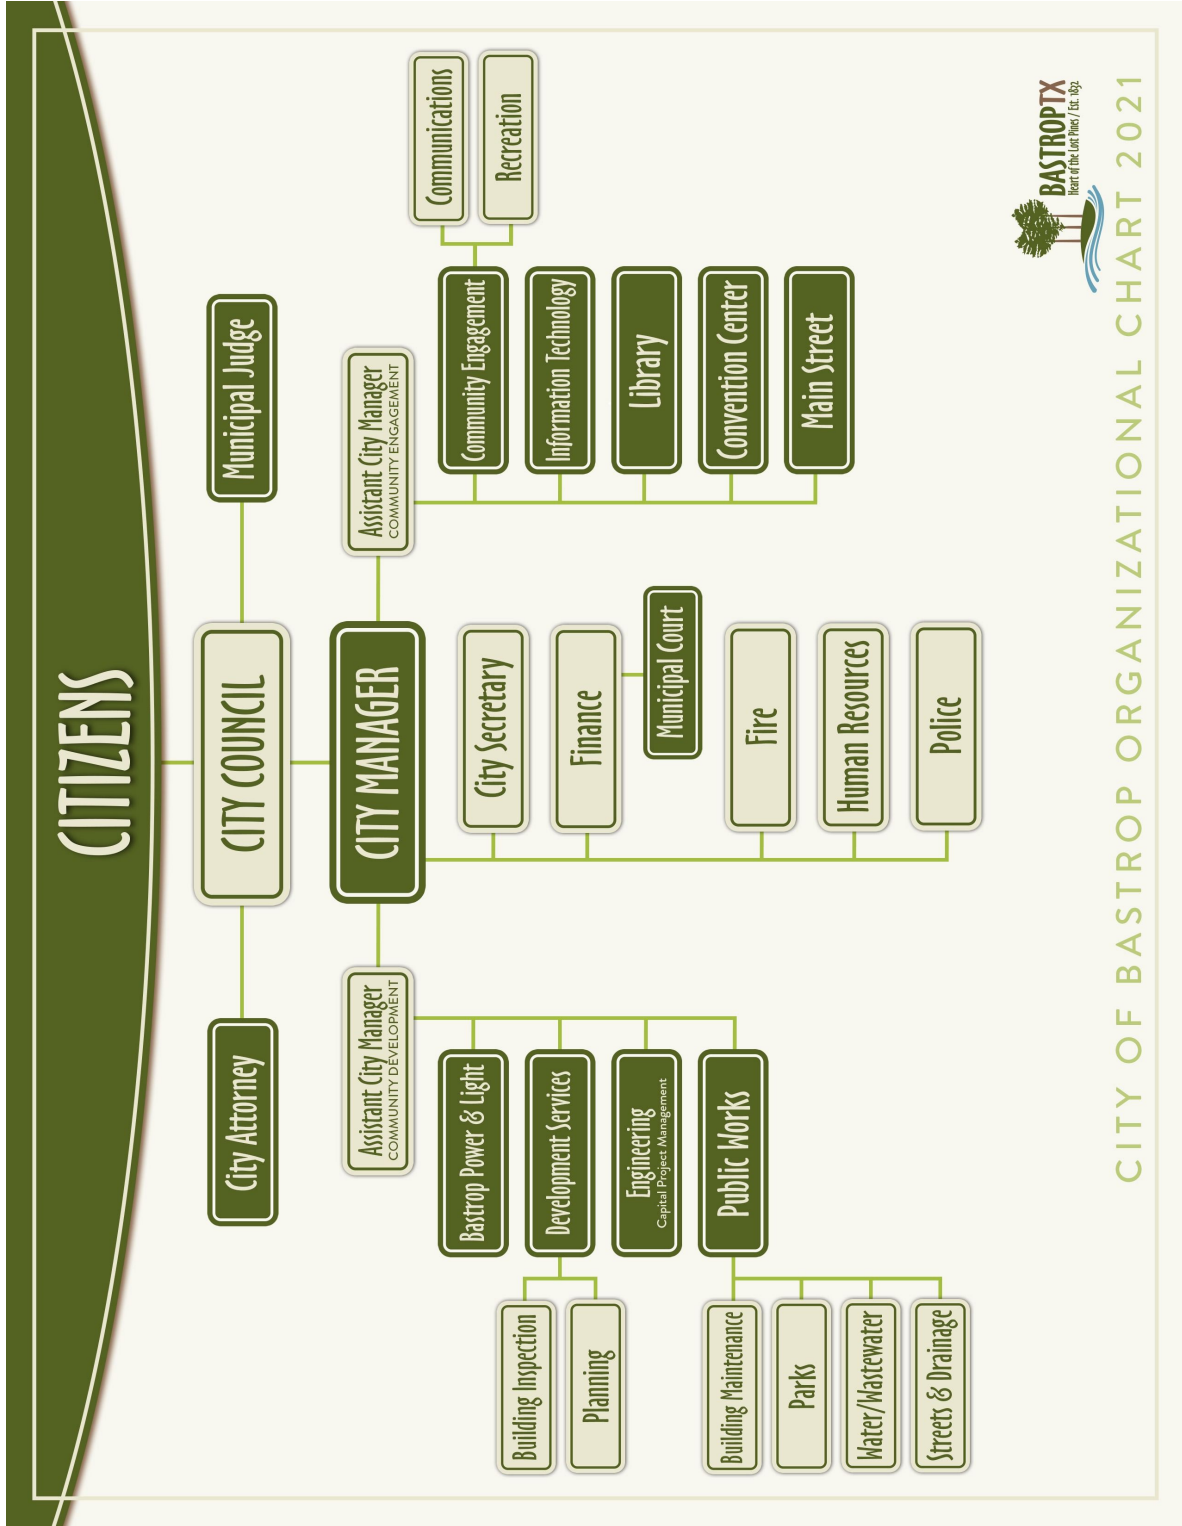 CITIZENS
City Attorney
CITY COUNCIL
Municipal Judge
Assistant City Manager
COMMUNITY DEVELOPMENT
CITY MANAGER
Assistant City Manager
COMMUNITY ENGAGEMENT
Bastrop Power & Light
Development Services
Building Inspection
Planning
Engineering
Capital Project Management
Public Works
Building Maintenance
Parks
Water/Wastewater
Streets & Drainage
City Secretary
Finance
Municipal Court
Fire
Human Resources
Police
Community Engagement
Communications
Recreation
Information Technology
Library
Convention Center
Main Street
BASTROPTX
Heart of the Lost Pines / Est. 1832
CITY OF BASTROP ORGANIZATIONAL CHART 2021